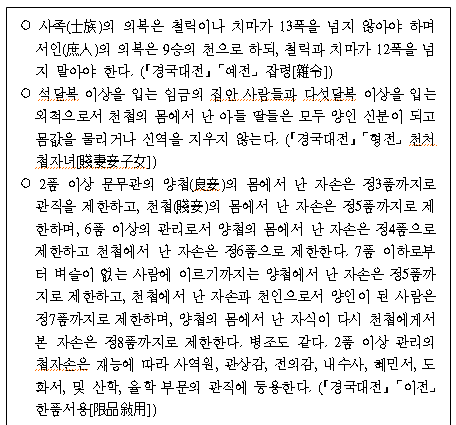 ○ 사족(士族)의 의복은 철릭이나 치마가 13폭을 넘지 않아야 하며
서인(庶人)의 의복은 9승의 천으로 하되, 철릭과 치마가 12폭을 넘
지 말아야 한다. (『경국대전』 「예전」 잡령[雜令])
○ 석달복 이상을 입는 임금의 집안 사람들과 다섯달복 이상을 입는
외척으로서 천첩의 몸에서 난 아들 딸들은 모두 양인 신분이 되고
몸값을 물리거나 신역을 지우지 않는다. (『경국대전』 「형전」 천처
첩자녀[賤妻妾子女])
○ 2품 이상 문무관의 양첩(良妾)의 몸에서 난 자손은 정3품까지로
관직을 제한하고, 천첩(賤妾)의 몸에서 난 자손은 정5품까지로 제
한하며, 6품 이상의 관리로서 양첩의 몸에서 난 자손은 정4품으로
제한하고 천첩에서 난 자손은 정6품으로 제한한다. 7품 이하로부
터 벼슬이 없는 사람에 이르기까지는 양첩에서 난 자손은 정5품까
지로 제한하고, 천첩에서 난 자손과 천인으로서 양인이 된 사람은
정7품까지로 제한하며, 양첩의 몸에서 난 자식이 다시 천첩에게서
본 자손은 정8품까지로 제한한다. 병조도 같다. 2품 이상 관리의
첩자손은 재능에 따라 사역원, 관상감, 전의감, 내수사, 혜민서, 도
화서, 및 산학, 율학 부문의 관직에 등용한다. (『경국대전』 「이전」
한품서용[限品敍用])